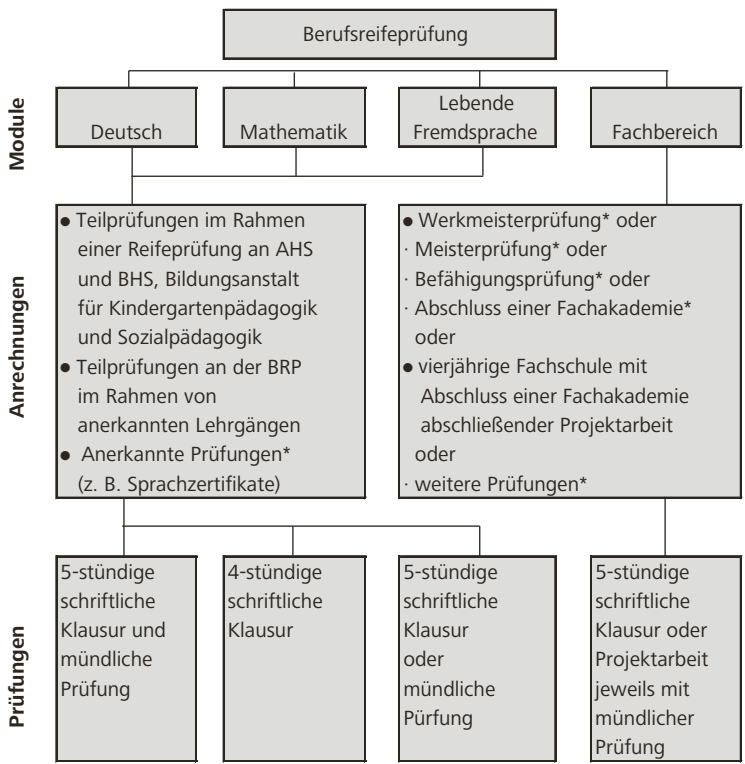 Berufsreifeprüfung
Module
Deutsch
Mathematik
Lebende
Fremdsprache
Fachbereich
Anrechnungen
● Teilprüfungen im Rahmen
einer Reifeprüfung an AHS
und BHS, Bildungsanstalt
für Kindergartenpädagogik
und Sozialpädagogik
● Teilprüfungen an der BRP
im Rahmen von
anerkannten Lehrgängen
● Anerkannte Prüfungen*
(z. B. Sprachzertifikate)
● Werkmeisterprüfung* oder
· Meisterprüfung* oder
· Befähigungsprüfung* oder
· Abschluss einer Fachakademie*
oder
● vierjährige Fachschule mit
Abschluss einer Fachakademie
abschließender Projektarbeit
oder
· weitere Prüfungen*
Prüfungen
5-stündige
schriftliche
Klausur und
mündliche
Prüfung
4-stündige
schriftliche
Klausur
5-stündige
schriftliche
Klausur
oder
mündliche
Pürfung
5-stündige
schriftliche
Klausur oder
Projektarbeit
jeweils mit
mündlicher
Prüfung